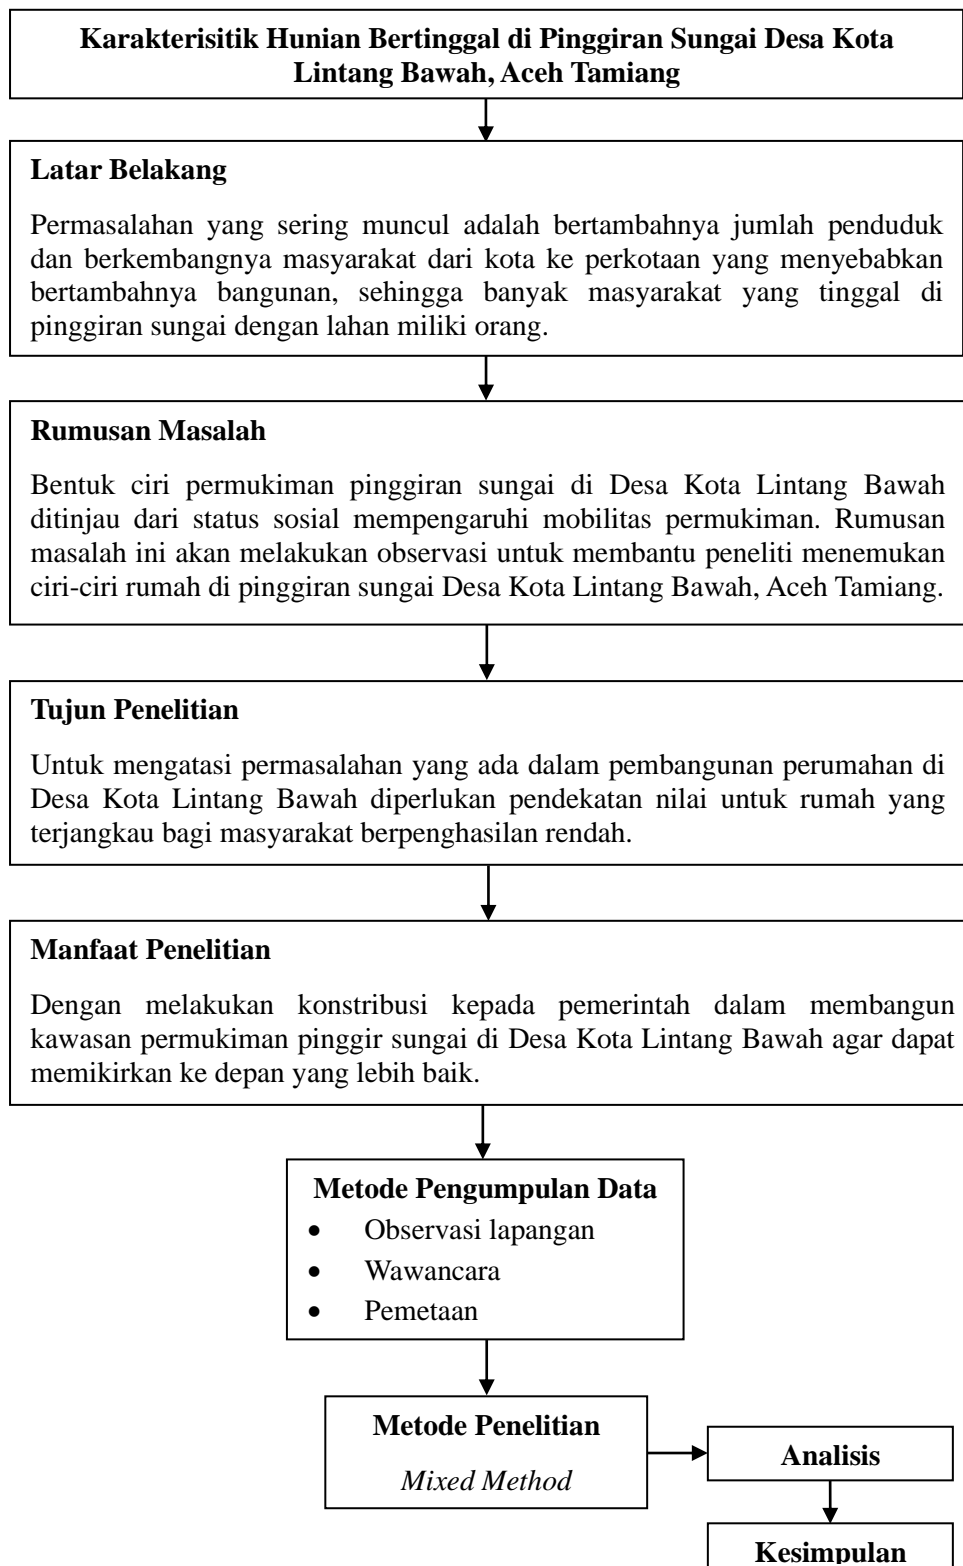 Karakterisitik Hunian Bertinggal di Pinggiran Sungai Desa Kota
Lintang Bawah, Aceh Tamiang
Latar Belakang
Permasalahan yang sering muncul adalah bertambahnya jumlah penduduk
dan berkembangnya masyarakat dari kota ke perkotaan yang menyebabkan
bertambahnya bangunan, sehingga banyak masyarakat yang tinggal di
pinggiran sungai dengan lahan miliki orang.
Rumusan Masalah
Bentuk ciri permukiman pinggiran sungai di Desa Kota Lintang Bawah
ditinjau dari status sosial mempengaruhi mobilitas permukiman. Rumusan
masalah ini akan melakukan observasi untuk membantu peneliti menemukan
ciri-ciri rumah di pinggiran sungai Desa Kota Lintang Bawah, Aceh Tamiang.
Tujun Penelitian
Untuk mengatasi permasalahan yang ada dalam pembangunan perumahan di
Desa Kota Lintang Bawah diperlukan pendekatan nilai untuk rumah yang
terjangkau bagi masyarakat berpenghasilan rendah.
Manfaat Penelitian
Dengan melakukan konstribusi kepada pemerintah dalam membangun
kawasan permukiman pinggir sungai di Desa Kota Lintang Bawah agar dapat
memikirkan ke depan yang lebih baik.
Metode Pengumpulan Data
• Observasi lapangan
• Wawancara
• Pemetaan
Metode Penelitian
Mixed Method
Analisis
Kesimpulan